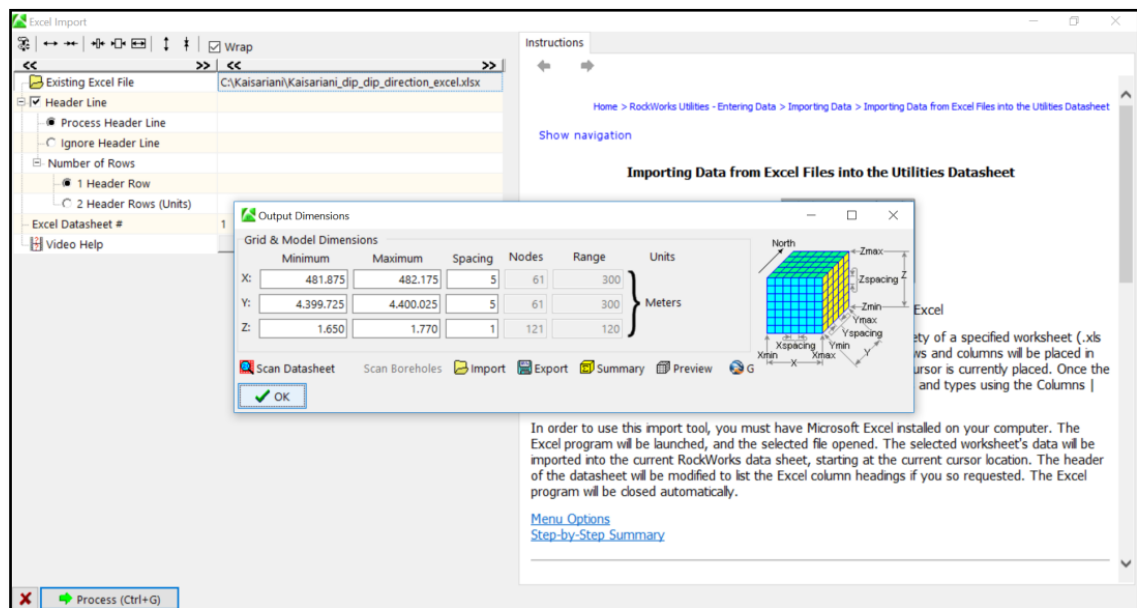 Excel Import
Wrap
<< >> << >>
Existing Excel File C:\Kaisariani\Kaisariani_dip_dip_direction_excel.xlsx
Header Line
Process Header Line
Ignore Header Line
Number of Rows
1 Header Row
2 Header Rows (Units)
Excel Datasheet # 1
Video Help
Instructions
Home > RockWorks Utilities - Entering Data > Importing Data > Importing Data from Excel Files into the Utilities Datasheet
Show navigation
Importing Data from Excel Files into the Utilities Datasheet
Output Dimensions
Grid & Model Dimensions
Minimum Maximum Spacing Nodes Range Units
X: 481.875 482.175 5 61 300
Y: 4.399.725 4.400.025 5 61 300 Meters
Z: 1.650 1.770 1 121 120
North
Zmax
Z
Zspacing
Zmin
Ymax
Yspacing
Xspacing Ymin Y
Xmin X Xmax
Scan Datasheet Scan Boreholes Import Export Summary Preview G
OK
Excel
ety of a specified worksheet (.xls
ws and columns will be placed in
ursor is currently placed. Once the
and types using the Columns |
In order to use this import tool, you must have Microsoft Excel installed on your computer. The
Excel program will be launched, and the selected file opened. The selected worksheet's data will be
imported into the current RockWorks data sheet, starting at the current cursor location. The header
of the datasheet will be modified to list the Excel column headings if you so requested. The Excel
program will be closed automatically.
Menu Options
Step-by-Step Summary
Process (Ctrl+G)